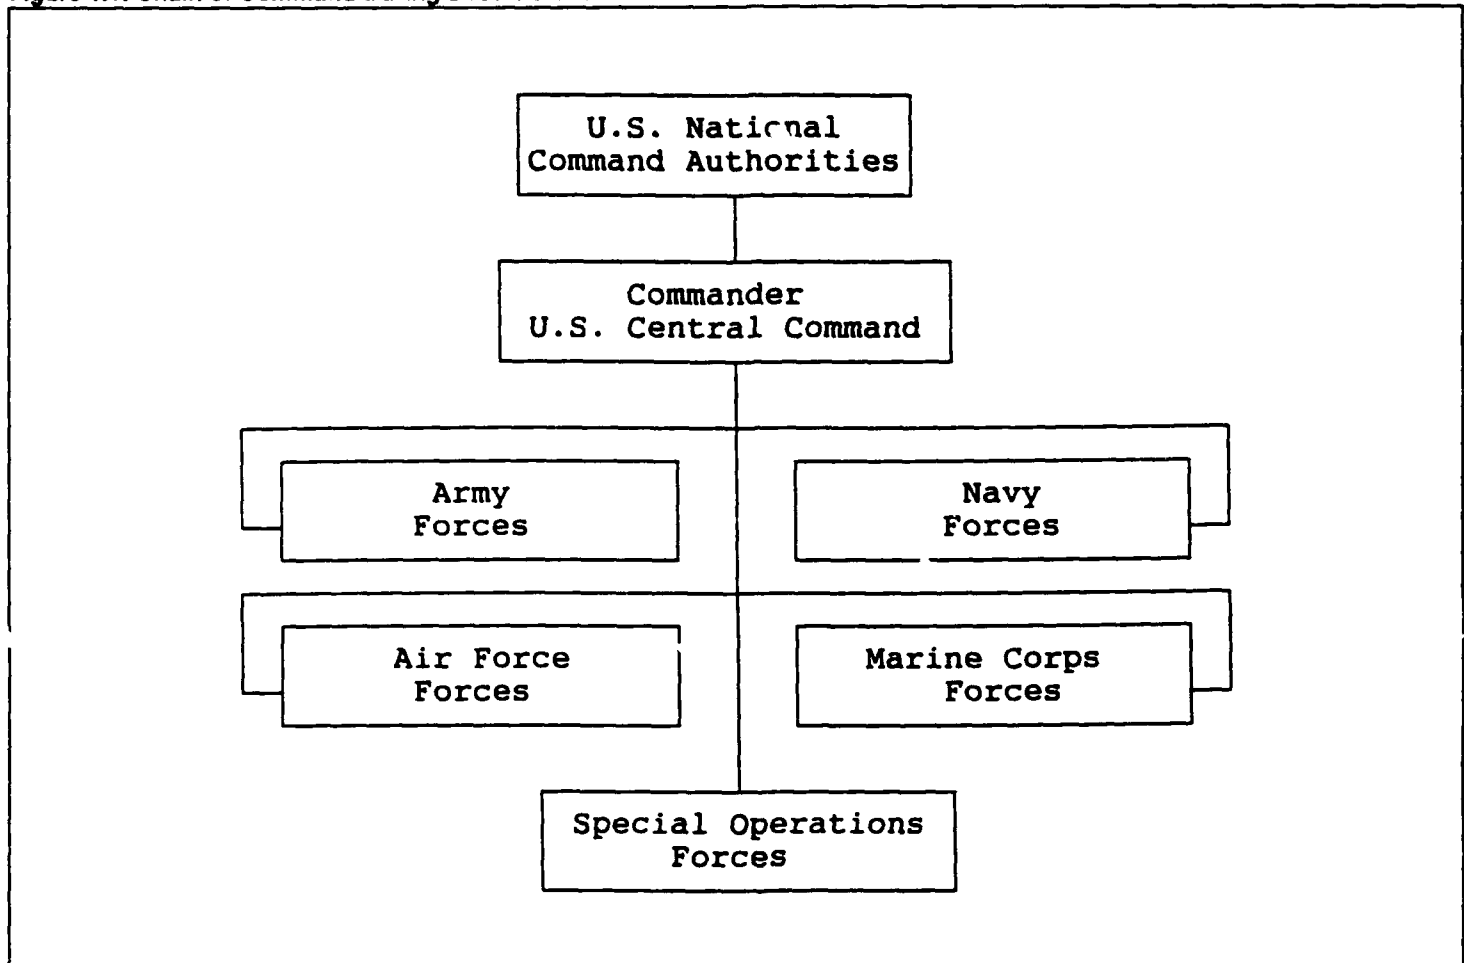 U.S. National
Command Authorities
Commander
U.S. Central Command
Army
Forces
Navy
Forces
Air Force
Forces
Marine Corps
Forces
Special Operations
Forces